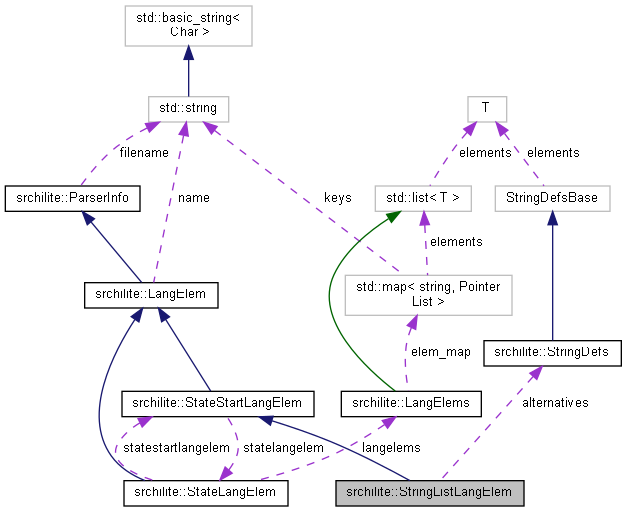 std::basic_string<
Char >
std::string
T
filename
elements
elements
srchilite::ParserInfo
name
keys
std::list< T >
StringDefsBase
elements
srchilite::LangElem
std::map< string, Pointer
List >
elem_map
srchilite::StringDefs
srchilite::StateStartLangElem
srchilite::LangElems
alternatives
statestartlangelem
statelangelem
langelems
srchilite::StateLangElem
srchilite::StringListLangElem